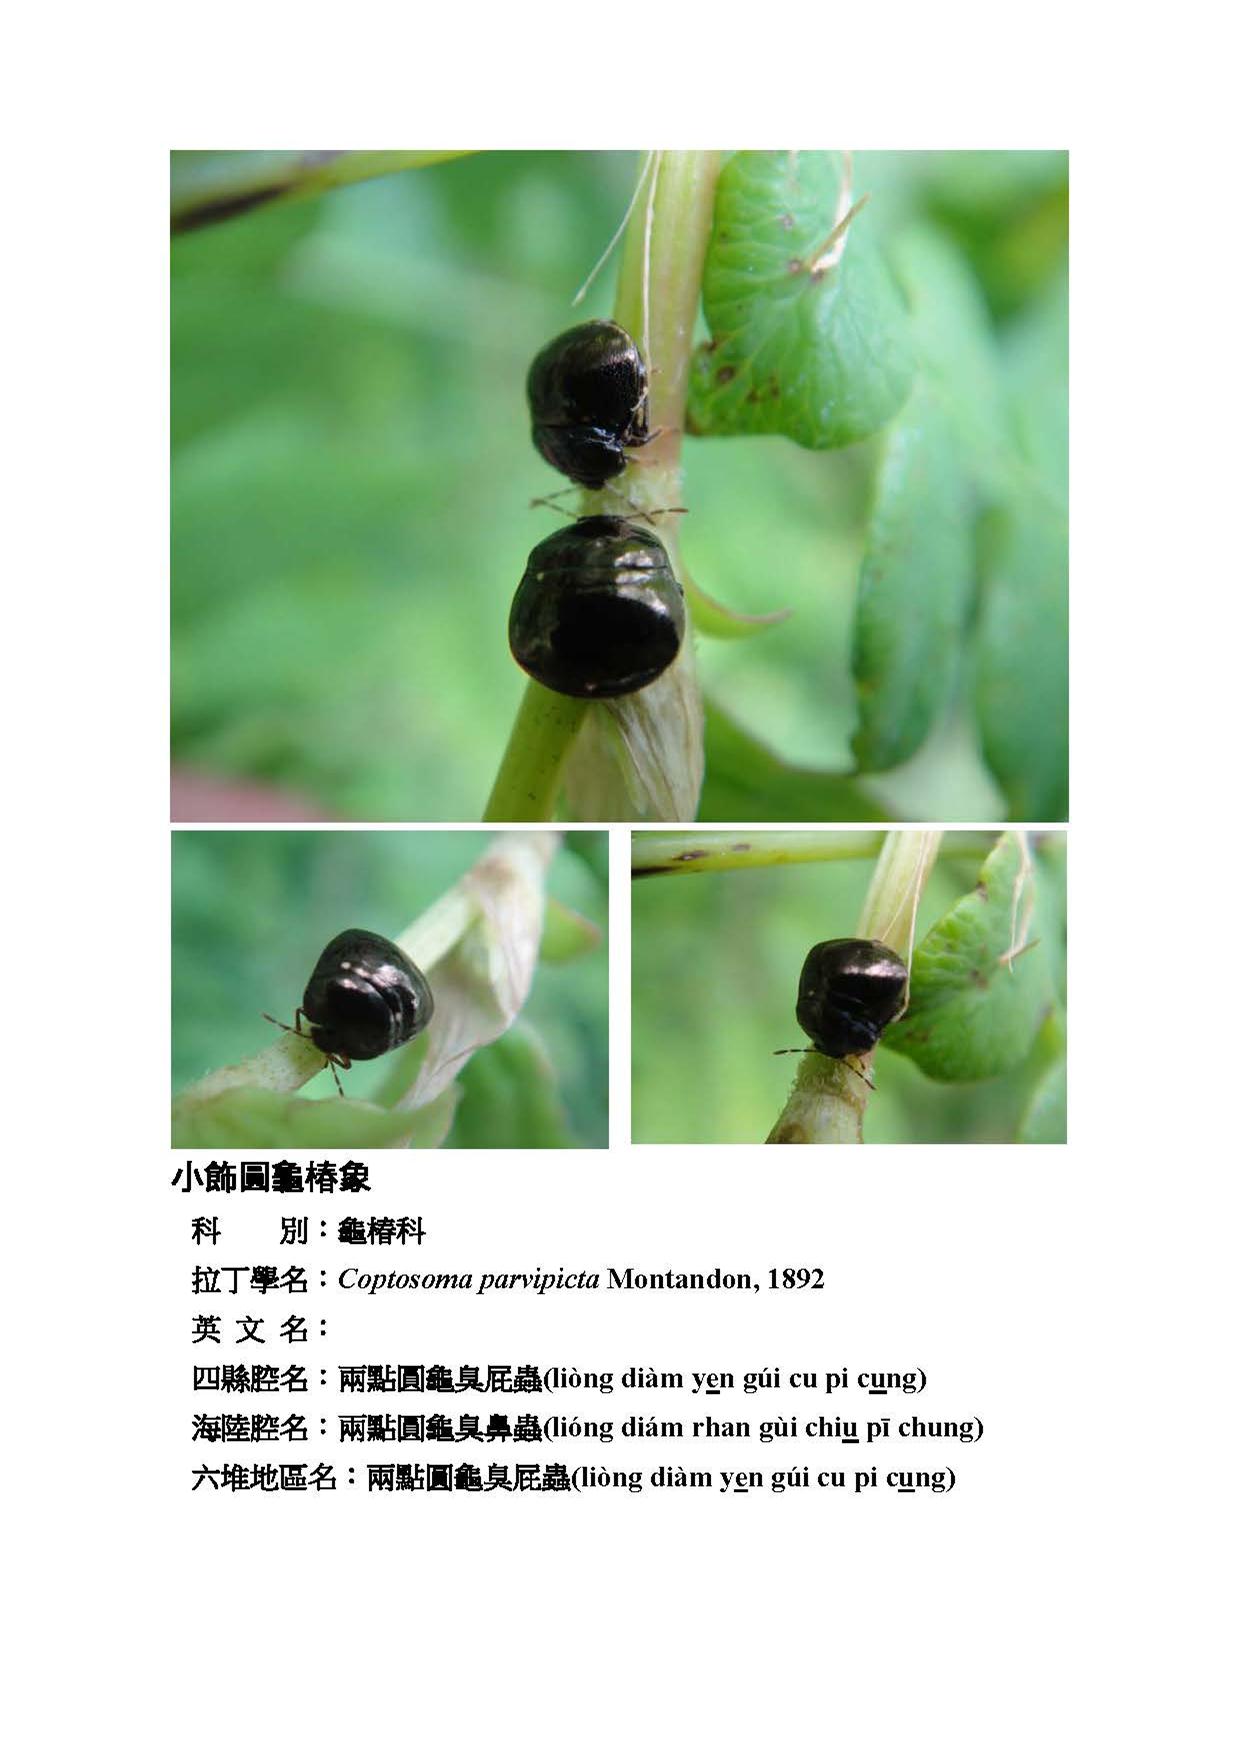 小飾圓龜椿象
科　　別：龜椿科
拉丁學名：Coptosoma parvipicta Montandon, 1892
英 文 名：
四縣腔名：兩點圓龜臭屁蟲(liòng diàm yen gúi cu pi cung)
海陸腔名：兩點圓龜臭鼻蟲(lióng diám rhan gùi chiu pī chung)
六堆地區名：兩點圓龜臭屁蟲(liòng diàm yen gúi cu pi cung)